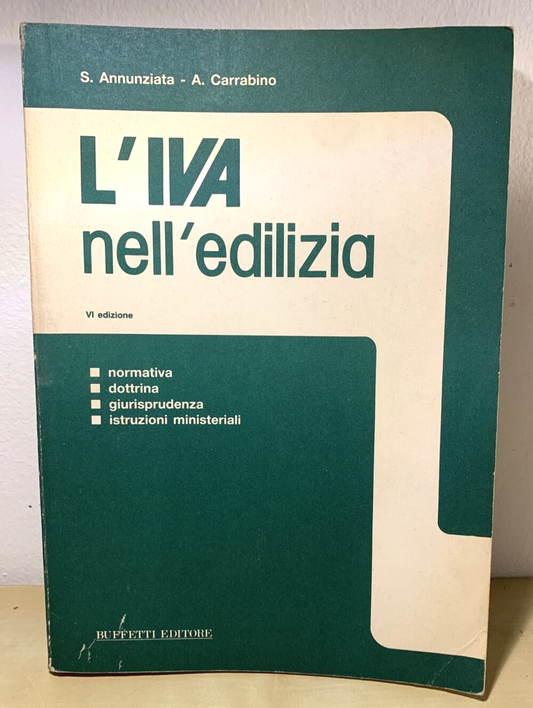 S. Annunziata - A. Carrabino
L'IVA
nell'edilizia
VI edizione
■ normativa
■ dottrina
■ giurisprudenza
■ istruzioni ministeriali
BUFFETTI EDITORE